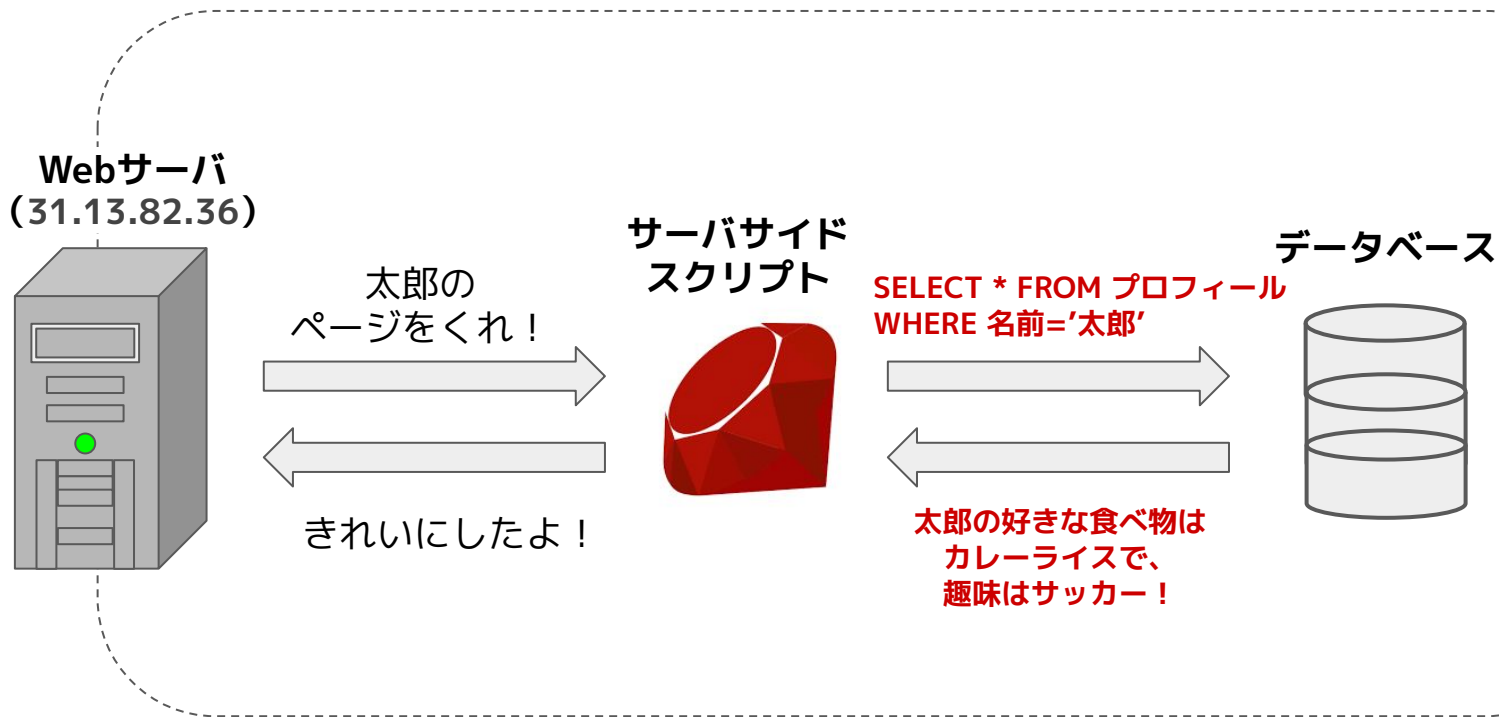 Webサーバ
（31.13.82.36）
太郎の
ページをくれ！
きれいにしたよ！
サーバサイド
スクリプト
SELECT * FROM プロフィール
WHERE 名前=’太郎’
太郎の好きな食べ物は
カレーライスで、
趣味はサッカー！
データベース